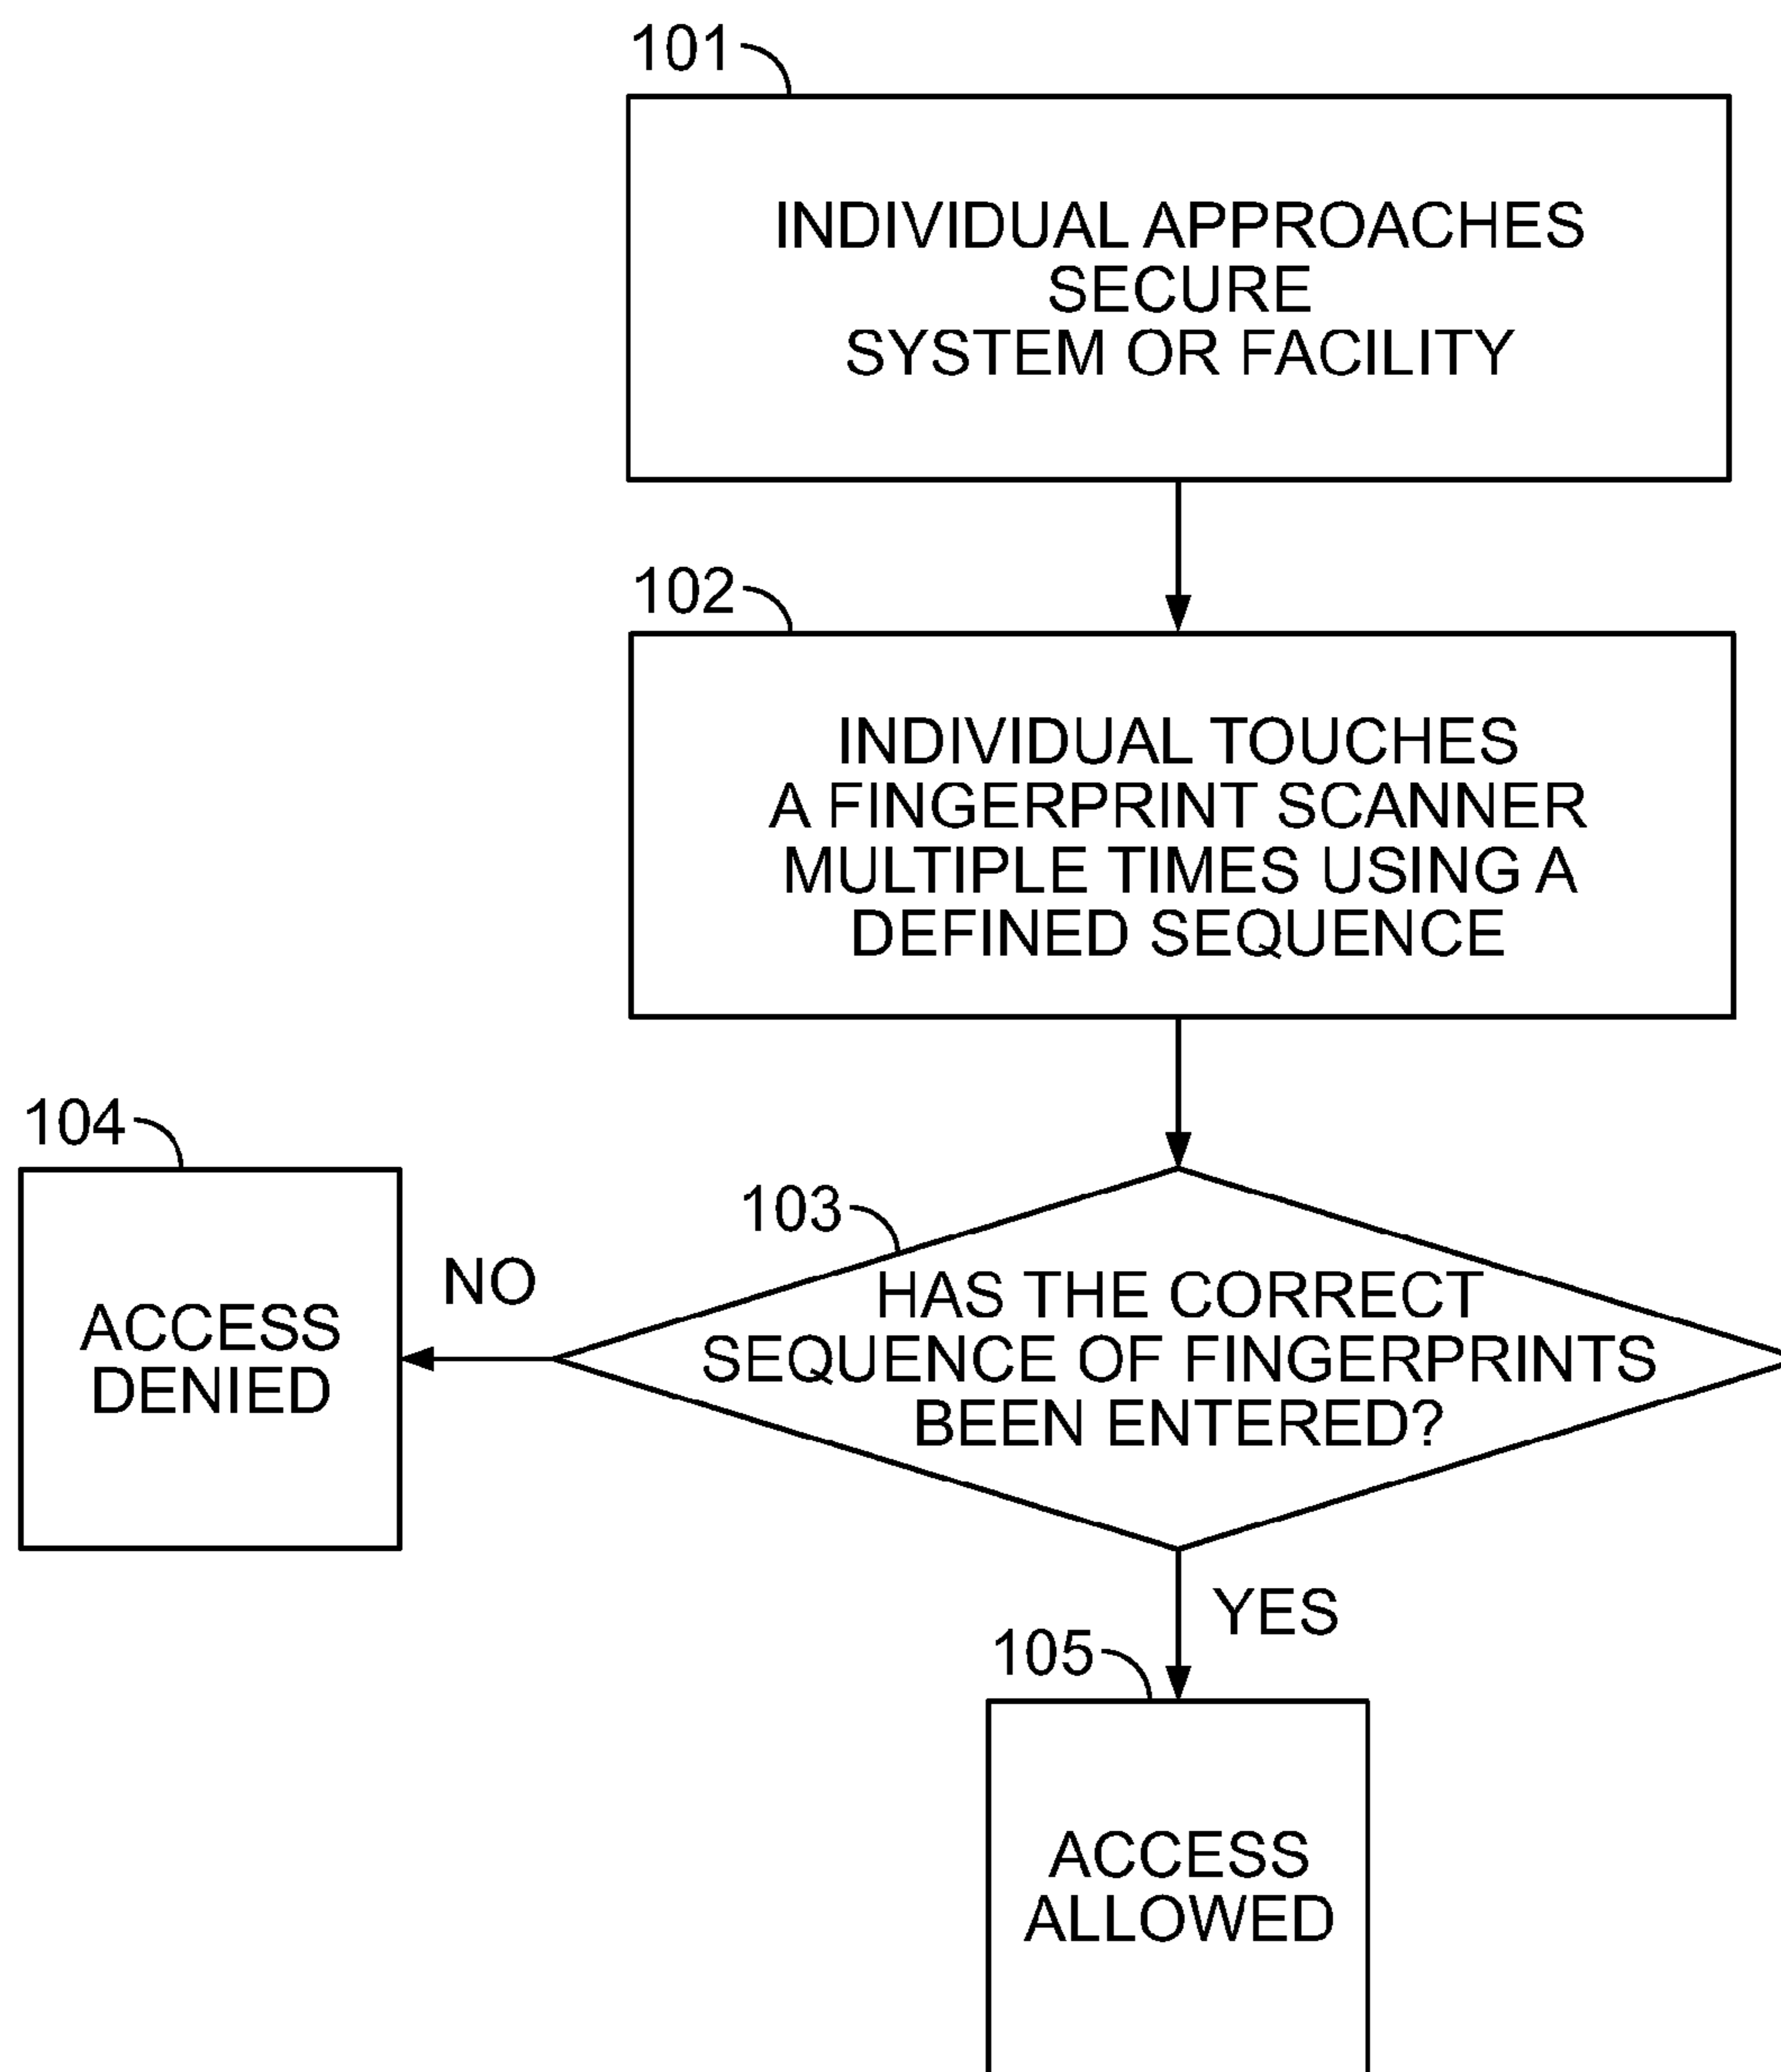 101
INDIVIDUAL APPROACHES
SECURE
SYSTEM OR FACILITY
102
INDIVIDUAL TOUCHES
A FINGERPRINT SCANNER
MULTIPLE TIMES USING A
DEFINED SEQUENCE
103
HAS THE CORRECT
SEQUENCE OF FINGERPRINTS
BEEN ENTERED?
NO
104
ACCESS
DENIED
YES
105
ACCESS
ALLOWED